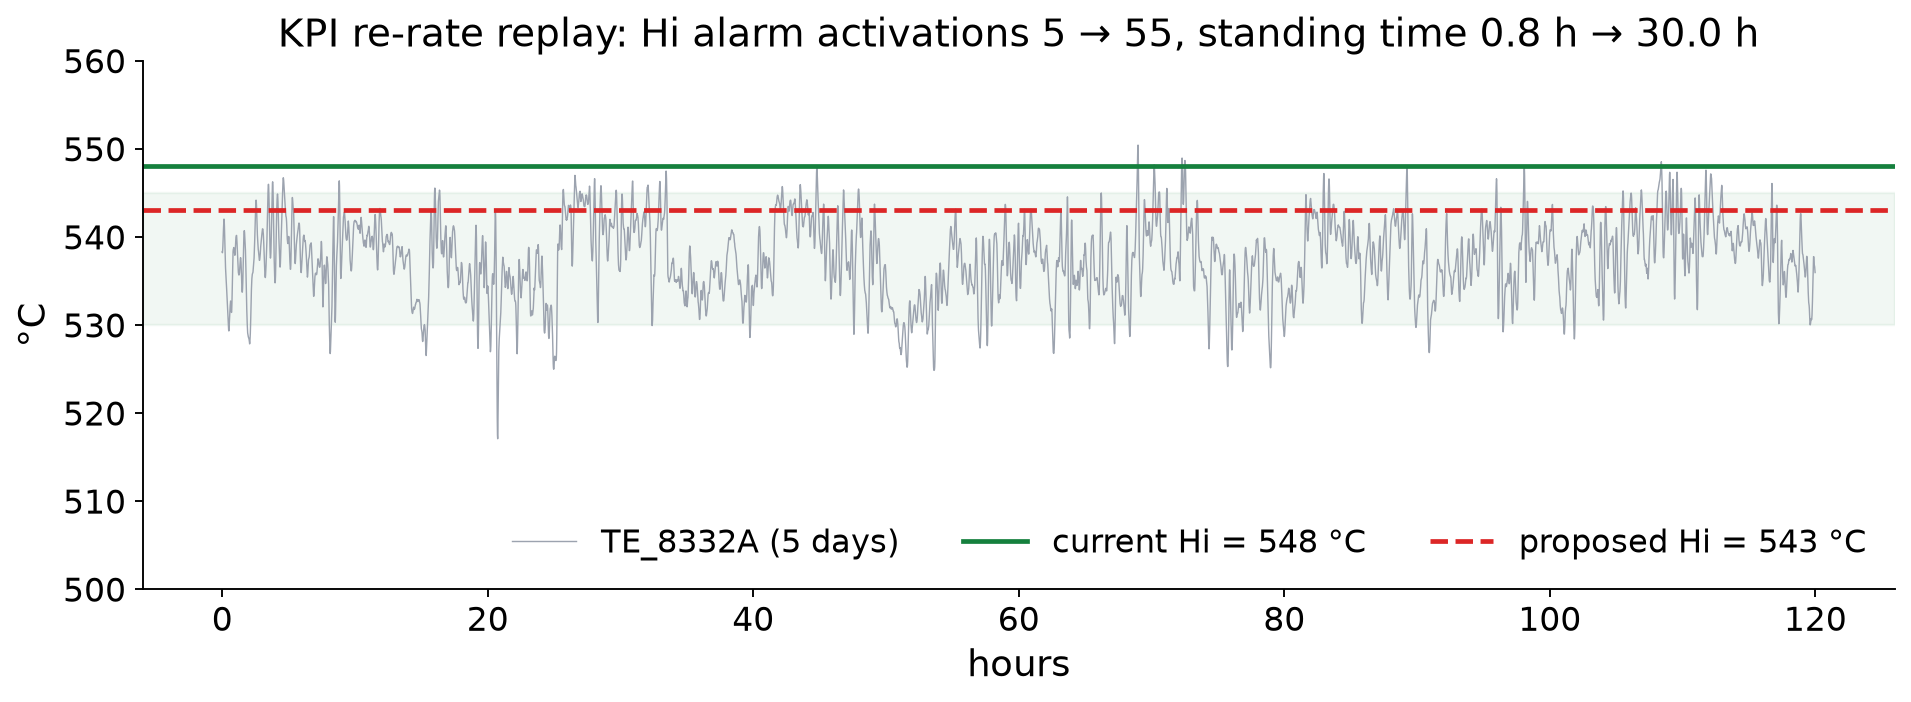 KPI re-rate replay: Hi alarm activations 5 → 55, standing time 0.8 h → 30.0 h
560
550
540
530
520
510
500
°C
TE_8332A (5 days)
current Hi = 548 °C
proposed Hi = 543 °C
0
20
40
60
80
100
120
hours